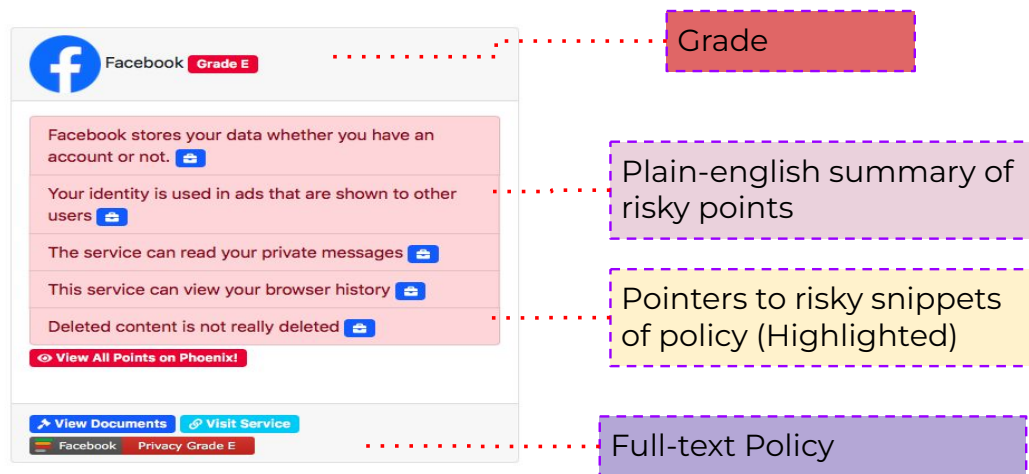 Facebook Grade E
Facebook stores your data whether you have an
account or not.
Your identity is used in ads that are shown to other
users
The service can read your private messages
This service can view your browser history
Deleted content is not really deleted
View All Points on Phoenix!
View Documents Visit Service
Facebook Privacy Grade E
Grade
Plain-english summary of
risky points
Pointers to risky snippets
of policy (Highlighted)
Full-text Policy